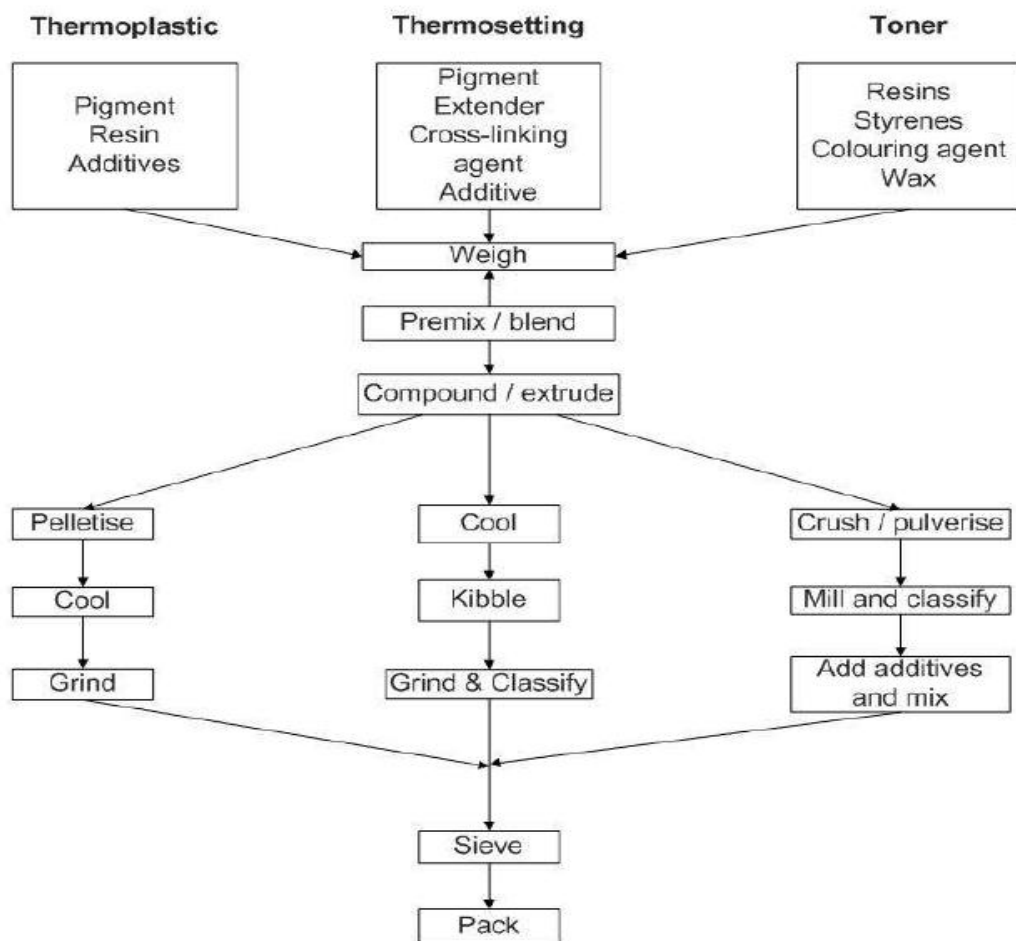 Thermoplastic
Thermosetting
Toner
Pigment
Resin
Additives
Pigment
Extender
Cross-linking
agent
Additive
Resins
Styrenes
Colouring agent
Wax
Weigh
Premix / blend
Compound / extrude
Pelletise
Cool
Crush / pulverise
Cool
Kibble
Mill and classify
Grind
Grind & Classify
Add additives
and mix
Sieve
Pack